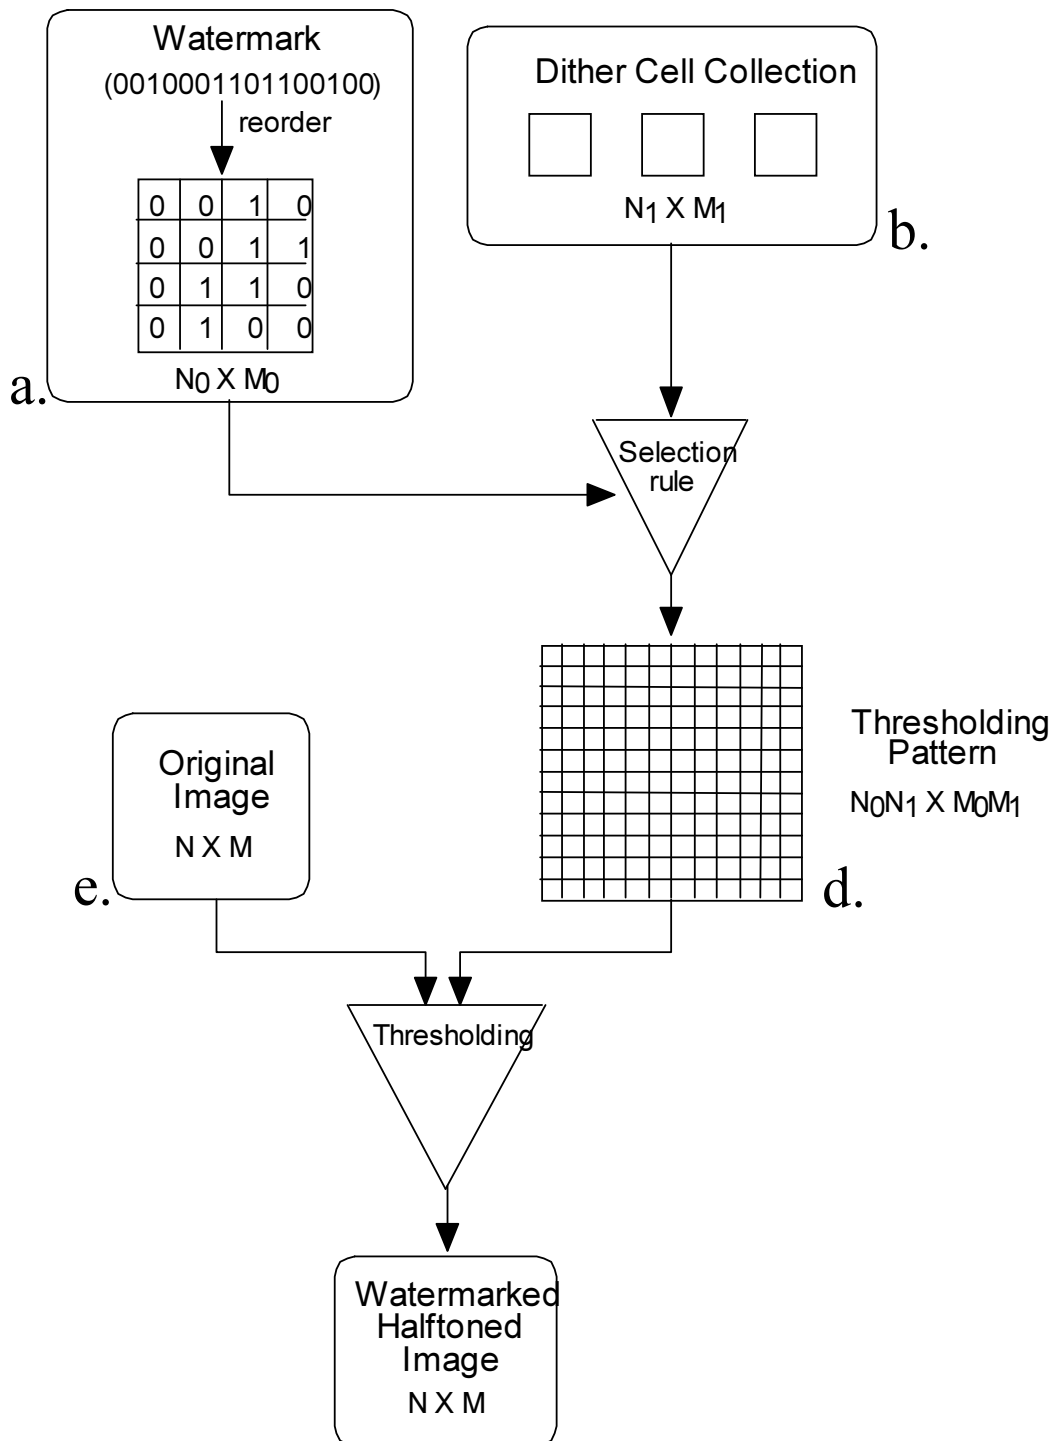 Watermark
(0010001101100100)
reorder
0 0 1 0
0 0 1 1
0 1 1 0
0 1 0 0
N0 X M0
a.
Dither Cell Collection
N1 X M1
b.
Selection
rule
Thresholding
Pattern
N0N1 X M0M1
d.
Original
Image
N X M
e.
Thresholding
Watermarked
Halftoned
Image
N X M